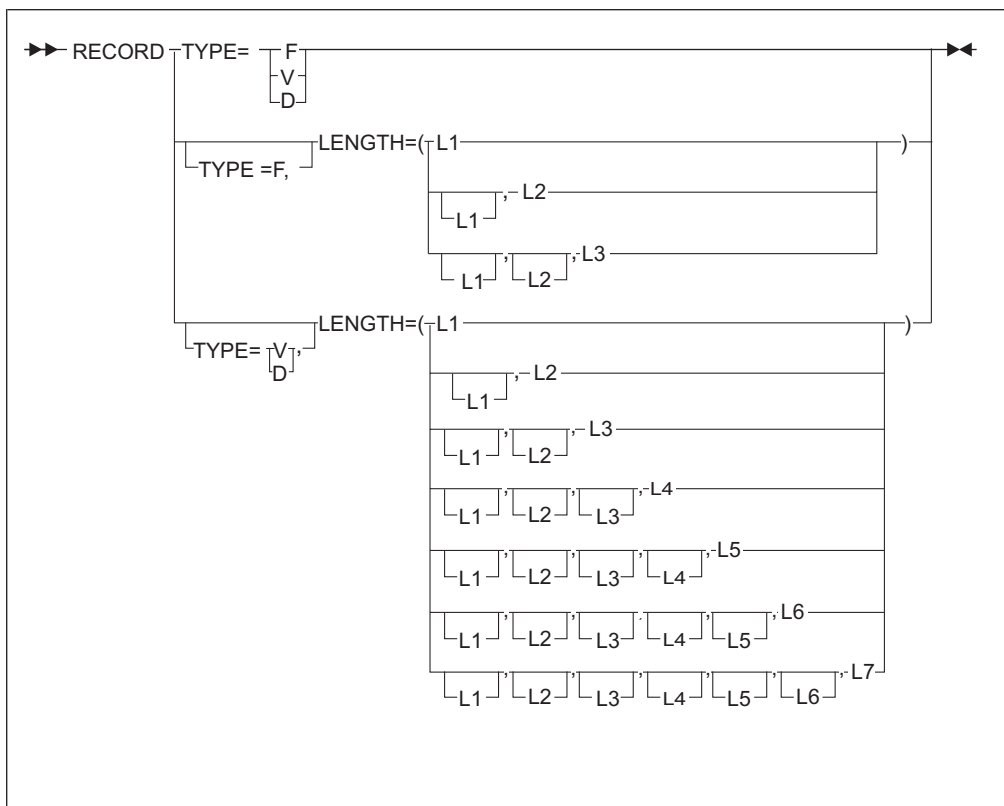 RECORD TYPE= F
V
D
LENGTH=( L1 )
TYPE =F,
, L2
L1
, , L3
L1 L2
LENGTH=( L1 )
TYPE= V ,
D
, L2
L1
, , L3
L1 L2
, , , L4
L1 L2 L3
, , , , L5
L1 L2 L3 L4
, , , , , L6
L1 L2 L3 L4 L5
, , , , , , L7
L1 L2 L3 L4 L5 L6